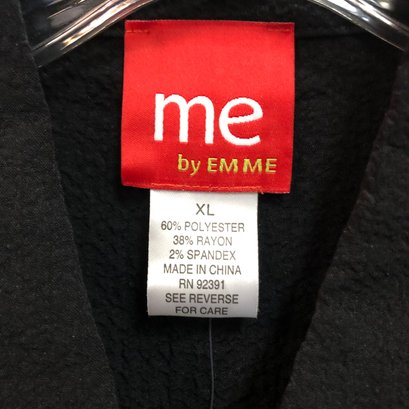 me
by EMME
XL
60% POLYESTER
38% RAYON
2% SPANDEX
MADE IN CHINA
RN 92391
SEE REVERSE
FOR CARE